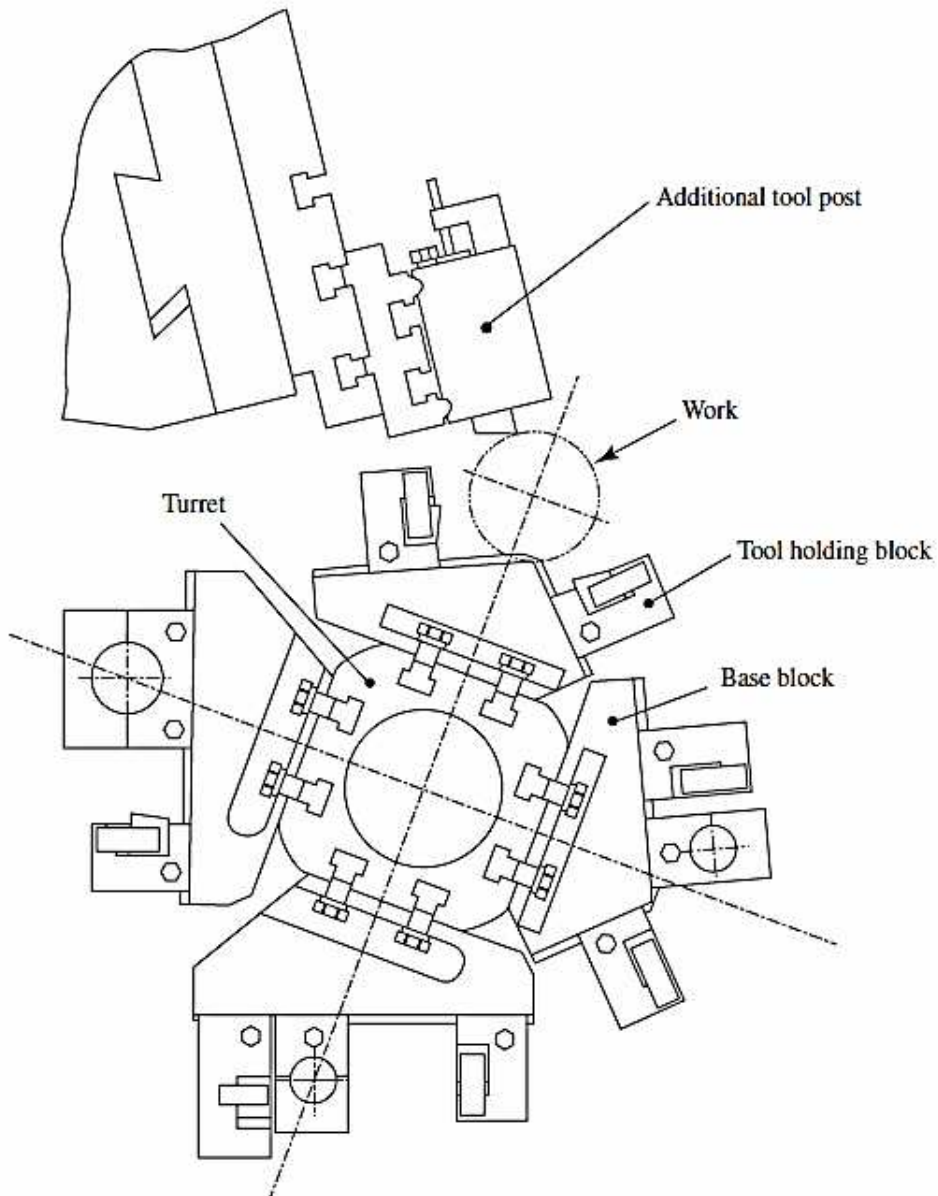 Additional tool post
Work
Turret
Tool holding block
Base block